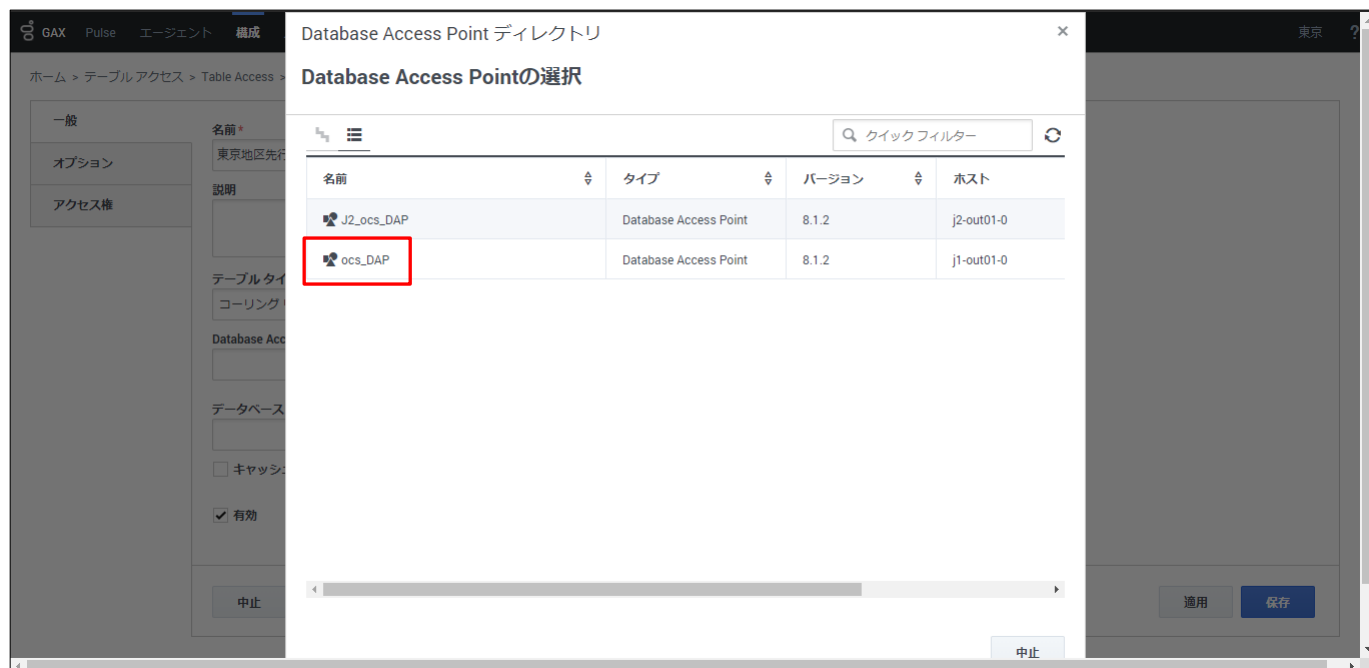 GAX Pulse エージェント 構成 東京 ?
ホーム > テーブル アクセス > Table Access >
一般
オプション
アクセス権
名前*
東京地区先行
説明
テーブル タイ
コーリング
Database Acc
データベース
キャッシ
有効
中止
適用
保存
Database Access Point ディレクトリ
Database Access Pointの選択
クイック フィルター
名前 タイプ バージョン ホスト
J2_ocs_DAP Database Access Point 8.1.2 j2-out01-0
ocs_DAP Database Access Point 8.1.2 j1-out01-0
中止